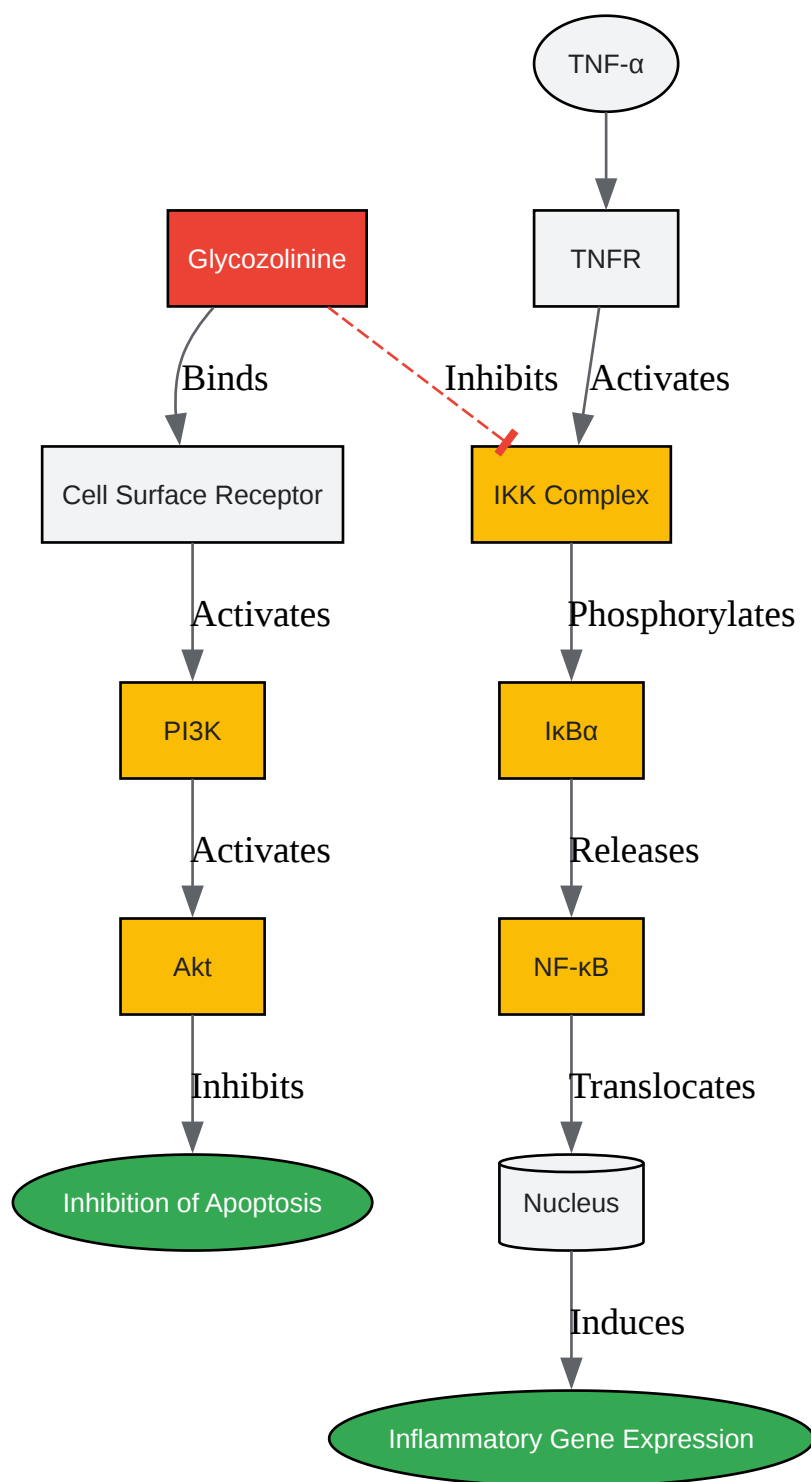 TNF-α
Glycozolinine
TNFR
Binds
Inhibits
Activates
Cell Surface Receptor
IKK Complex
Activates
Phosphorylates
PI3K
IκBα
Activates
Releases
Akt
NF-κB
Inhibits
Translocates
Inhibition of Apoptosis
Nucleus
Induces
Inflammatory Gene Expression